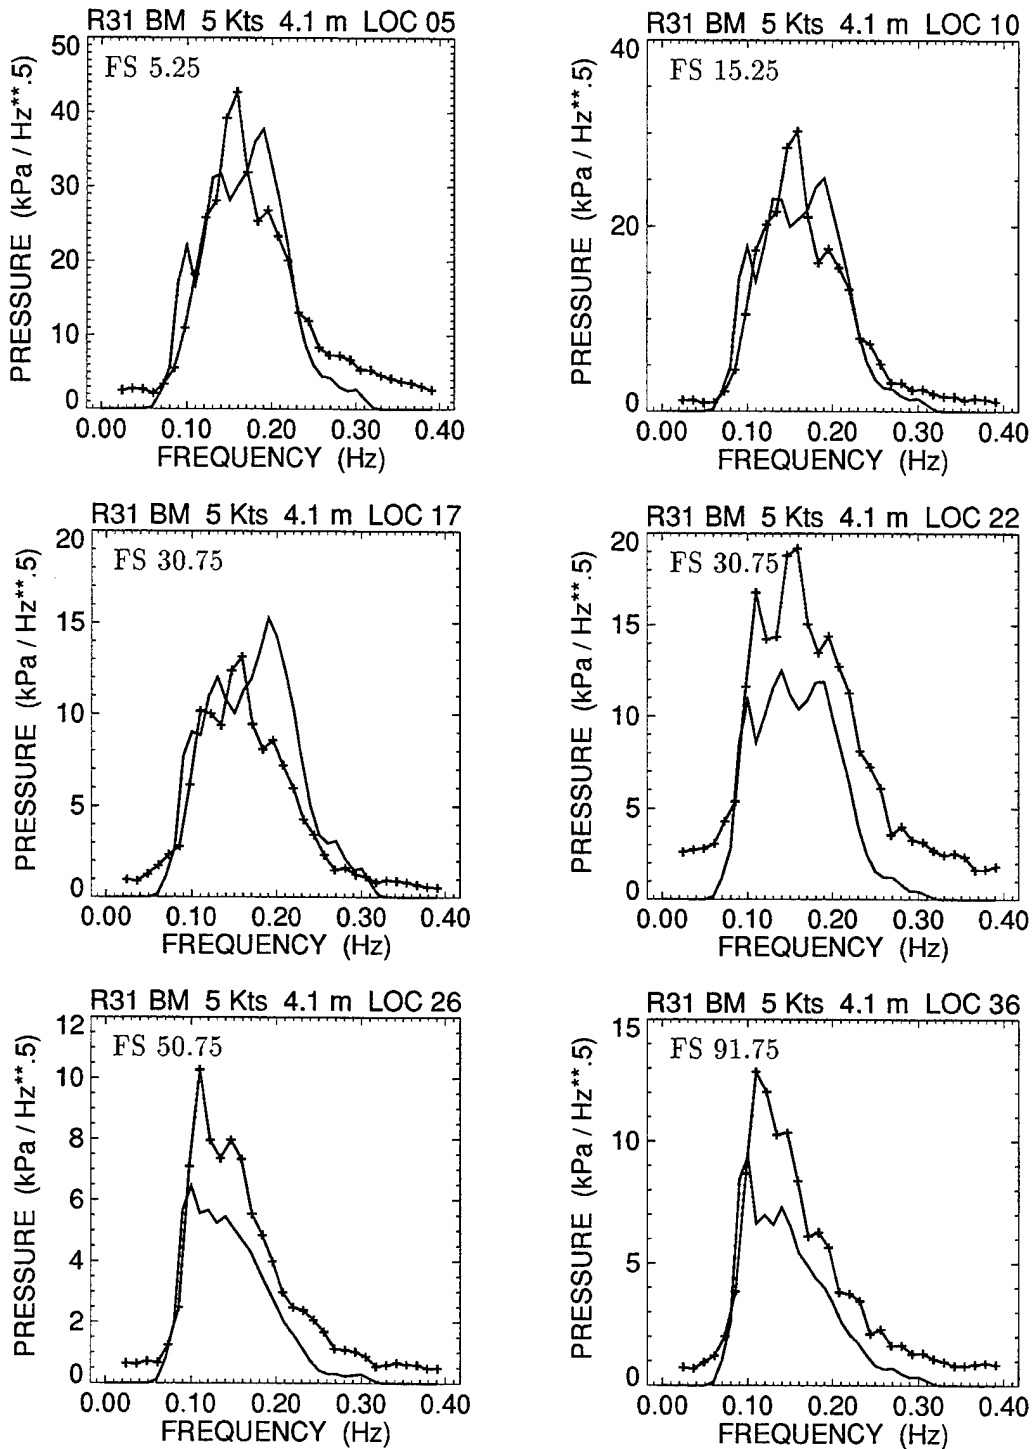 R31 BM 5 Kts 4.1 m LOC 05
FS 5.25
PRESSURE (kPa / Hz**.5)
50
40
30
20
10
0
0.00 0.10 0.20 0.30 0.40
FREQUENCY (Hz)
R31 BM 5 Kts 4.1 m LOC 10
FS 15.25
PRESSURE (kPa / Hz**.5)
40
20
0
0.00 0.10 0.20 0.30 0.40
FREQUENCY (Hz)
R31 BM 5 Kts 4.1 m LOC 17
FS 30.75
PRESSURE (kPa / Hz**.5)
20
15
10
5
0
0.00 0.10 0.20 0.30 0.40
FREQUENCY (Hz)
R31 BM 5 Kts 4.1 m LOC 22
FS 30.75
PRESSURE (kPa / Hz**.5)
20
15
10
5
0
0.00 0.10 0.20 0.30 0.40
FREQUENCY (Hz)
R31 BM 5 Kts 4.1 m LOC 26
FS 50.75
PRESSURE (kPa / Hz**.5)
12
10
8
6
4
2
0
0.00 0.10 0.20 0.30 0.40
FREQUENCY (Hz)
R31 BM 5 Kts 4.1 m LOC 36
FS 91.75
PRESSURE (kPa / Hz**.5)
15
10
5
0
0.00 0.10 0.20 0.30 0.40
FREQUENCY (Hz)